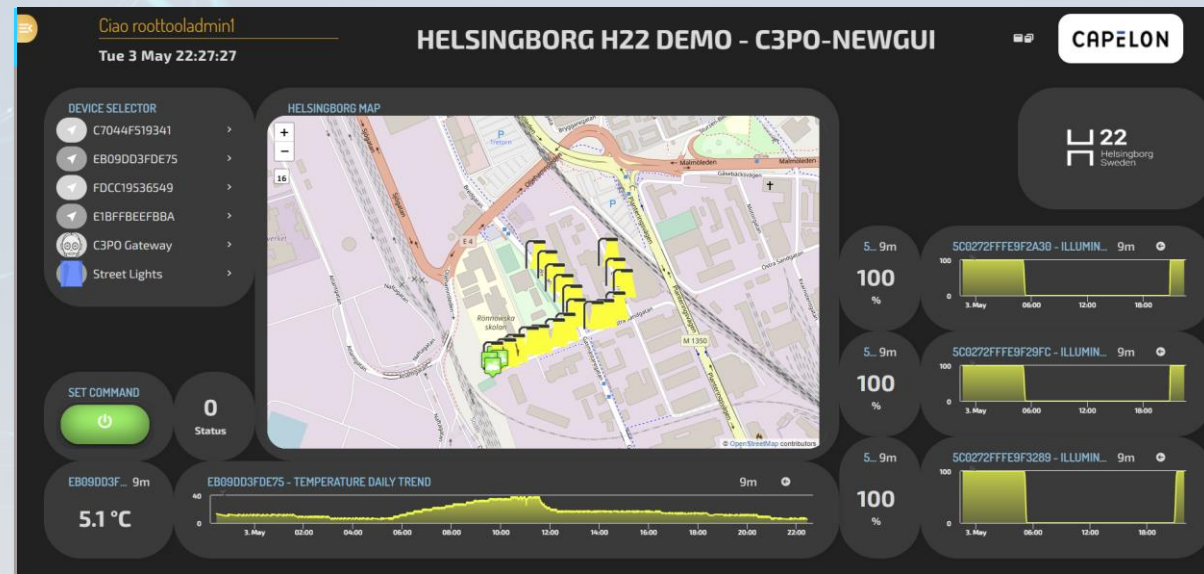 Ciao roottooladmin1
Tue 3 May 22:27:27
HELSINGBORG H22 DEMO - C3PO-NEWGUI
CAPELON
DEVICE SELECTOR
C7044F519341
EB09DD3FDE75
FDCC19536549
E1BFFBEEFBBA
C3PO Gateway
Street Lights
HELSINGBORG MAP
+
−
16
P
Tretorn
Malmöleden
Malmöleden
Gåsebäcksvägen
P
E 4
Rönnowska
skolan
M 1350
Östra Sandgatan
Planteringsvägen
© OpenStreetMap contributors
22
Helsingborg
Sweden
SET COMMAND
0
Status
5... 9m
100
%
5C0272FFFE9F2A30 - ILLUMIN... 9m
100
0
3. May 06:00 12:00 18:00
5... 9m
100
%
5C0272FFFE9F29FC - ILLUMIN... 9m
100
0
3. May 06:00 12:00 18:00
5... 9m
100
%
5C0272FFFE9F3289 - ILLUMIN... 9m
100
0
3. May 06:00 12:00 18:00
EB09DD3F... 9m
5.1 °C
EB09DD3FDE75 - TEMPERATURE DAILY TREND 9m
40
0
3. May 02:00 04:00 06:00 08:00 10:00 12:00 14:00 16:00 18:00 20:00 22:00